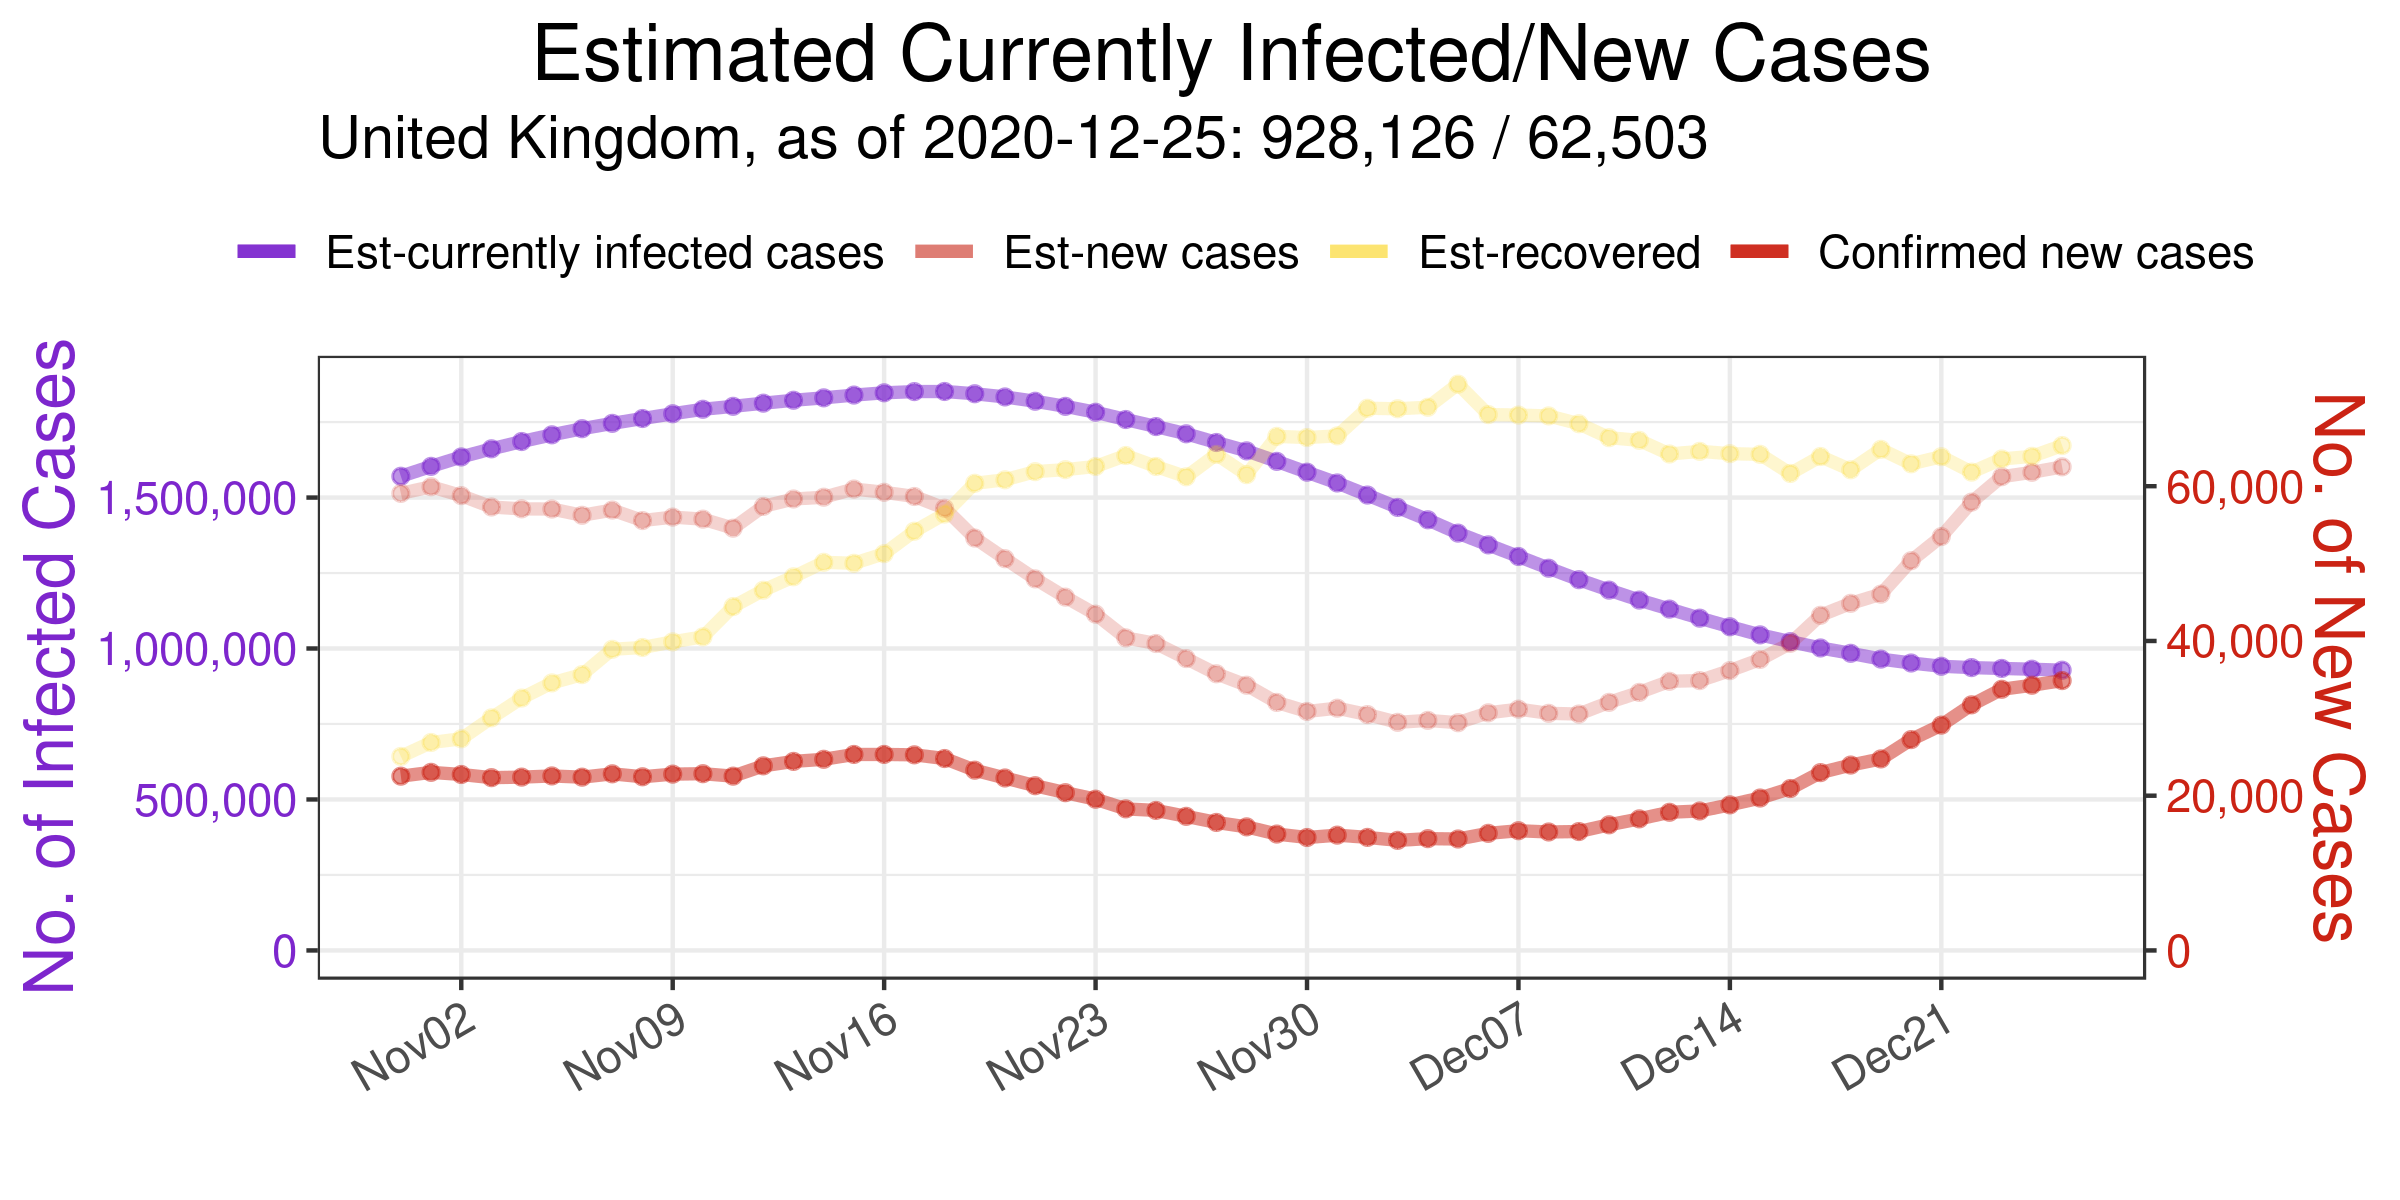 Estimated Currently Infected/New Cases
United Kingdom, as of 2020-12-25: 928,126 / 62,503
Est-currently infected cases Est-new cases Est-recovered Confirmed new cases
No. of Infected Cases
1,500,000
1,000,000
500,000
0
60,000
40,000
20,000
0
No. of New Cases
Nov02 Nov09 Nov16 Nov23 Nov30 Dec07 Dec14 Dec21